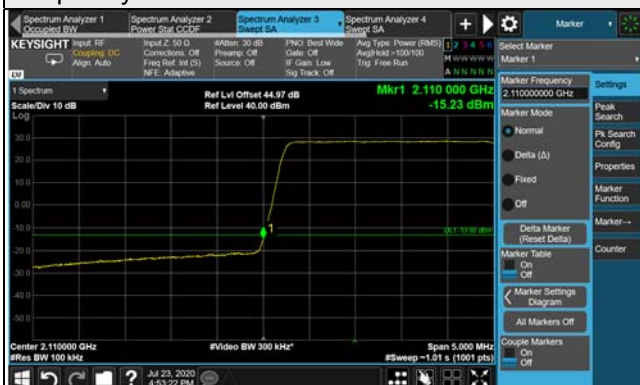 Spectrum Analyzer 1
Occupied BW
Spectrum Analyzer 2
Power Stat CCDF
Spectrum Analyzer 3
Swept SA
Spectrum Analyzer 4
Swept SA
Marker
KEYSIGHT
Input: RF
Coupling: DC
Align: Auto
Input Z: 50 Ω
Corrections: Off
Freq Ref: Int (S)
NFE: Adaptive
#Atten: 30 dB
Preamp: Off
Source: Off
PNO: Best Wide
Gate: Off
IF Gain: Low
Sig Track: Off
Avg Type: Power (RMS)
Avg|Hold:>100/100
Trig: Free Run
1 2 3 4 5 6
M W W W W W
A N N N N N
LW
Select Marker
Marker 1
1 Spectrum
Scale/Div 10 dB
Log
Ref Lvl Offset 44.97 dB
Ref Level 40.00 dBm
Mkr1 2.110 000 GHz
-15.23 dBm
30.0
20.0
10.0
0.00
-10.0
-20.0
-30.0
-40.0
-50.0
1
DL1 -13.00 dBm
Center 2.110000 GHz
#Res BW 100 kHz
#Video BW 300 kHz*
Span 5.000 MHz
#Sweep ~1.01 s (1001 pts)
Marker Frequency
2.110000000 GHz
Marker Mode
Normal
Delta (Δ)
Fixed
Off
Delta Marker
(Reset Delta)
Marker Table
On
Off
Marker Settings
Diagram
All Markers Off
Couple Markers
On
Off
Settings
Peak
Search
Pk Search
Config
Properties
Marker
Function
Marker→
Counter
?
Jul 23, 2020
4:53:22 PM